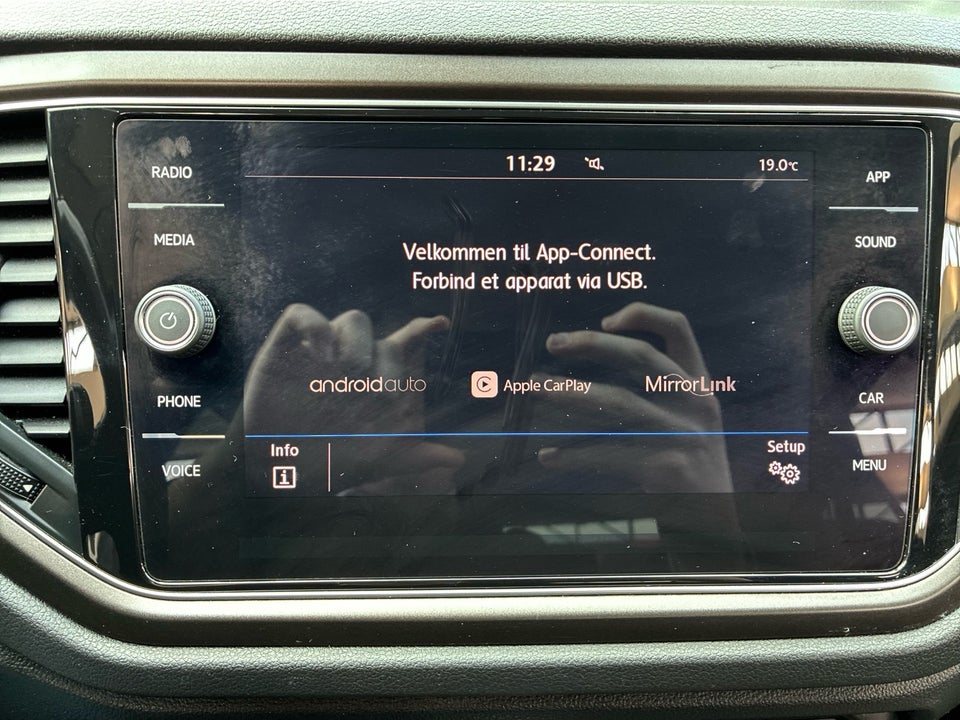 RADIO
MEDIA
PHONE
VOICE
11:29
19.0°C
Velkommen til App-Connect.
Forbind et apparat via USB.
androidauto
Apple CarPlay
MirrorLink
Info
Setup
APP
SOUND
CAR
MENU